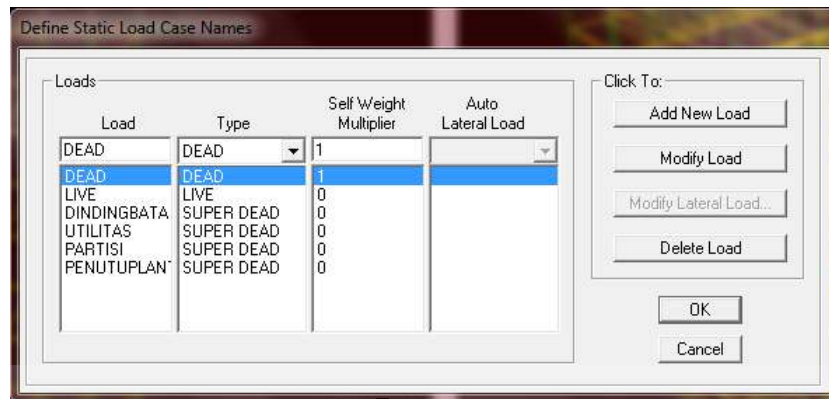 Define Static Load Case Names
Loads
Click To:
Load Type Self Weight Multiplier Auto Lateral Load
DEAD DEAD 1
DEAD DEAD 1
LIVE LIVE 0
DINDINGBATA SUPER DEAD 0
UTILITAS SUPER DEAD 0
PARTISI SUPER DEAD 0
PENUTUPLANT SUPER DEAD 0
Add New Load
Modify Load
Modify Lateral Load...
Delete Load
OK
Cancel